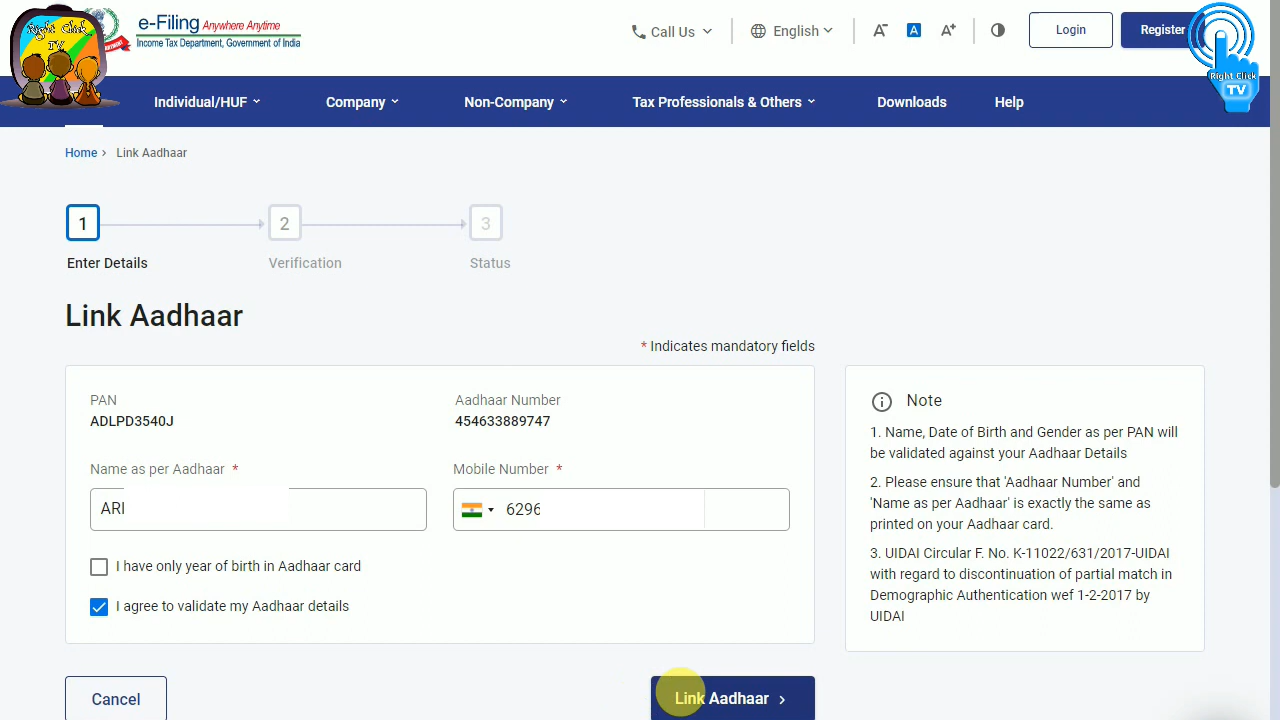 Right Click
TV
e-Filing Anywhere Anytime
Income Tax Department, Government of India
Call Us
English
A-
A
A+
Login
Register
Right Click
TV
Individual/HUF
Company
Non-Company
Tax Professionals & Others
Downloads
Help
Home › Link Aadhaar
1
2
3
Enter Details
Verification
Status
Link Aadhaar
* Indicates mandatory fields
PAN
ADLPD3540J
Aadhaar Number
454633889747
Name as per Aadhaar *
ARI
Mobile Number *
6296
I have only year of birth in Aadhaar card
I agree to validate my Aadhaar details
Note
1. Name, Date of Birth and Gender as per PAN will
be validated against your Aadhaar Details
2. Please ensure that 'Aadhaar Number' and
'Name as per Aadhaar' is exactly the same as
printed on your Aadhaar card.
3. UIDAI Circular F. No. K-11022/631/2017-UIDAI
with regard to discontinuation of partial match in
Demographic Authentication wef 1-2-2017 by
UIDAI
Cancel
Link Aadhaar ›